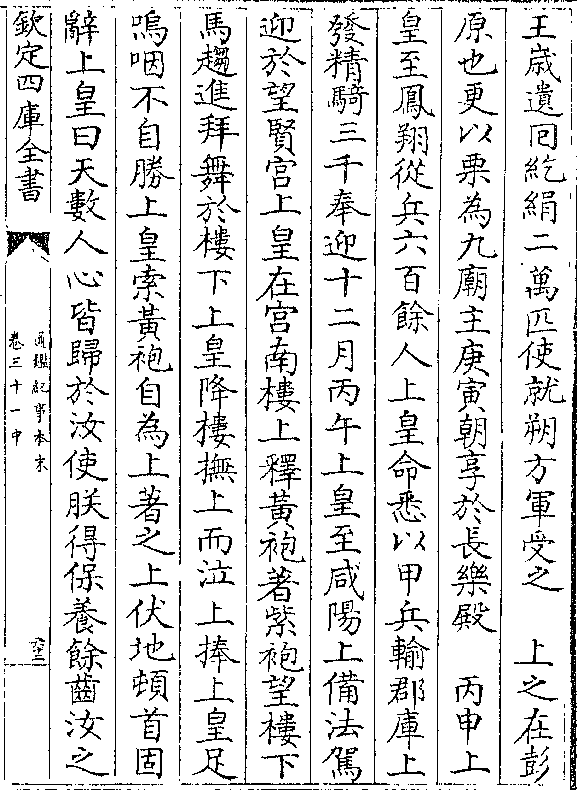 王歳遺囘紇絹二萬匹使就朔方軍受之　上之在彭
原也更以栗為九廟主庚寅朝享於長樂殿　丙申上
皇至鳳翔從兵六百餘人上皇命悉以甲兵輸郡庫上
發精騎三千奉迎十二月丙午上皇至咸陽上備法駕
迎於望賢宫上皇在宫南樓上釋黃袍著紫袍望樓下
馬趨進拜舞於樓下上皇降樓撫上而泣上捧上皇足
嗚咽不自勝上皇索黃袍自為上著之上伏地頓首固
辭上皇曰天數人心皆歸於汝使朕得保養餘齒汝之
欽定四庫全書
通鑑紀事本末
卷三十一中